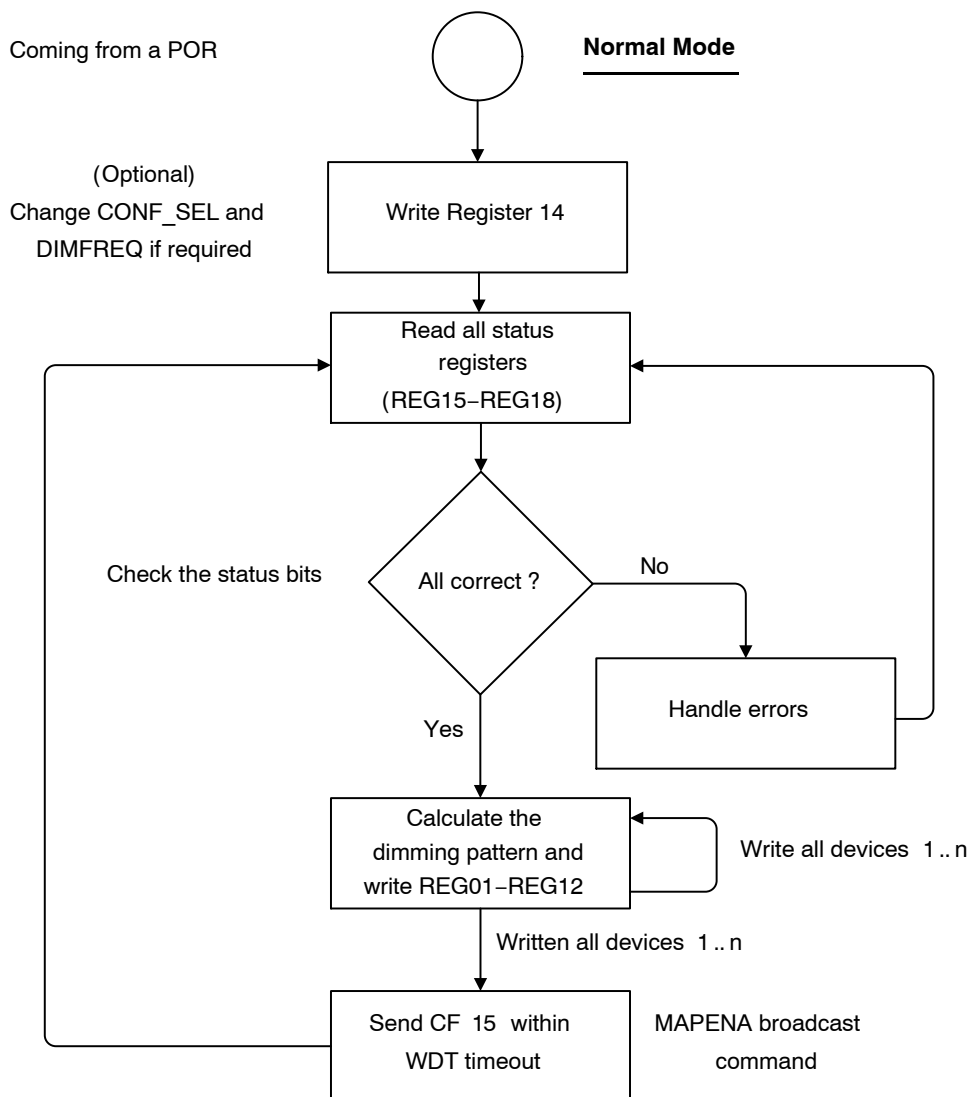 Coming from a POR
Normal Mode
(Optional)
Change CONF_SEL and
DIMFREQ if required
Write Register 14
Read all status
registers
(REG15−REG18)
Check the status bits
All correct ?
No
Handle errors
Yes
Calculate the
dimming pattern and
write REG01−REG12
Write all devices 1 .. n
Written all devices 1 .. n
Send CF 15 within
WDT timeout
MAPENA broadcast
command